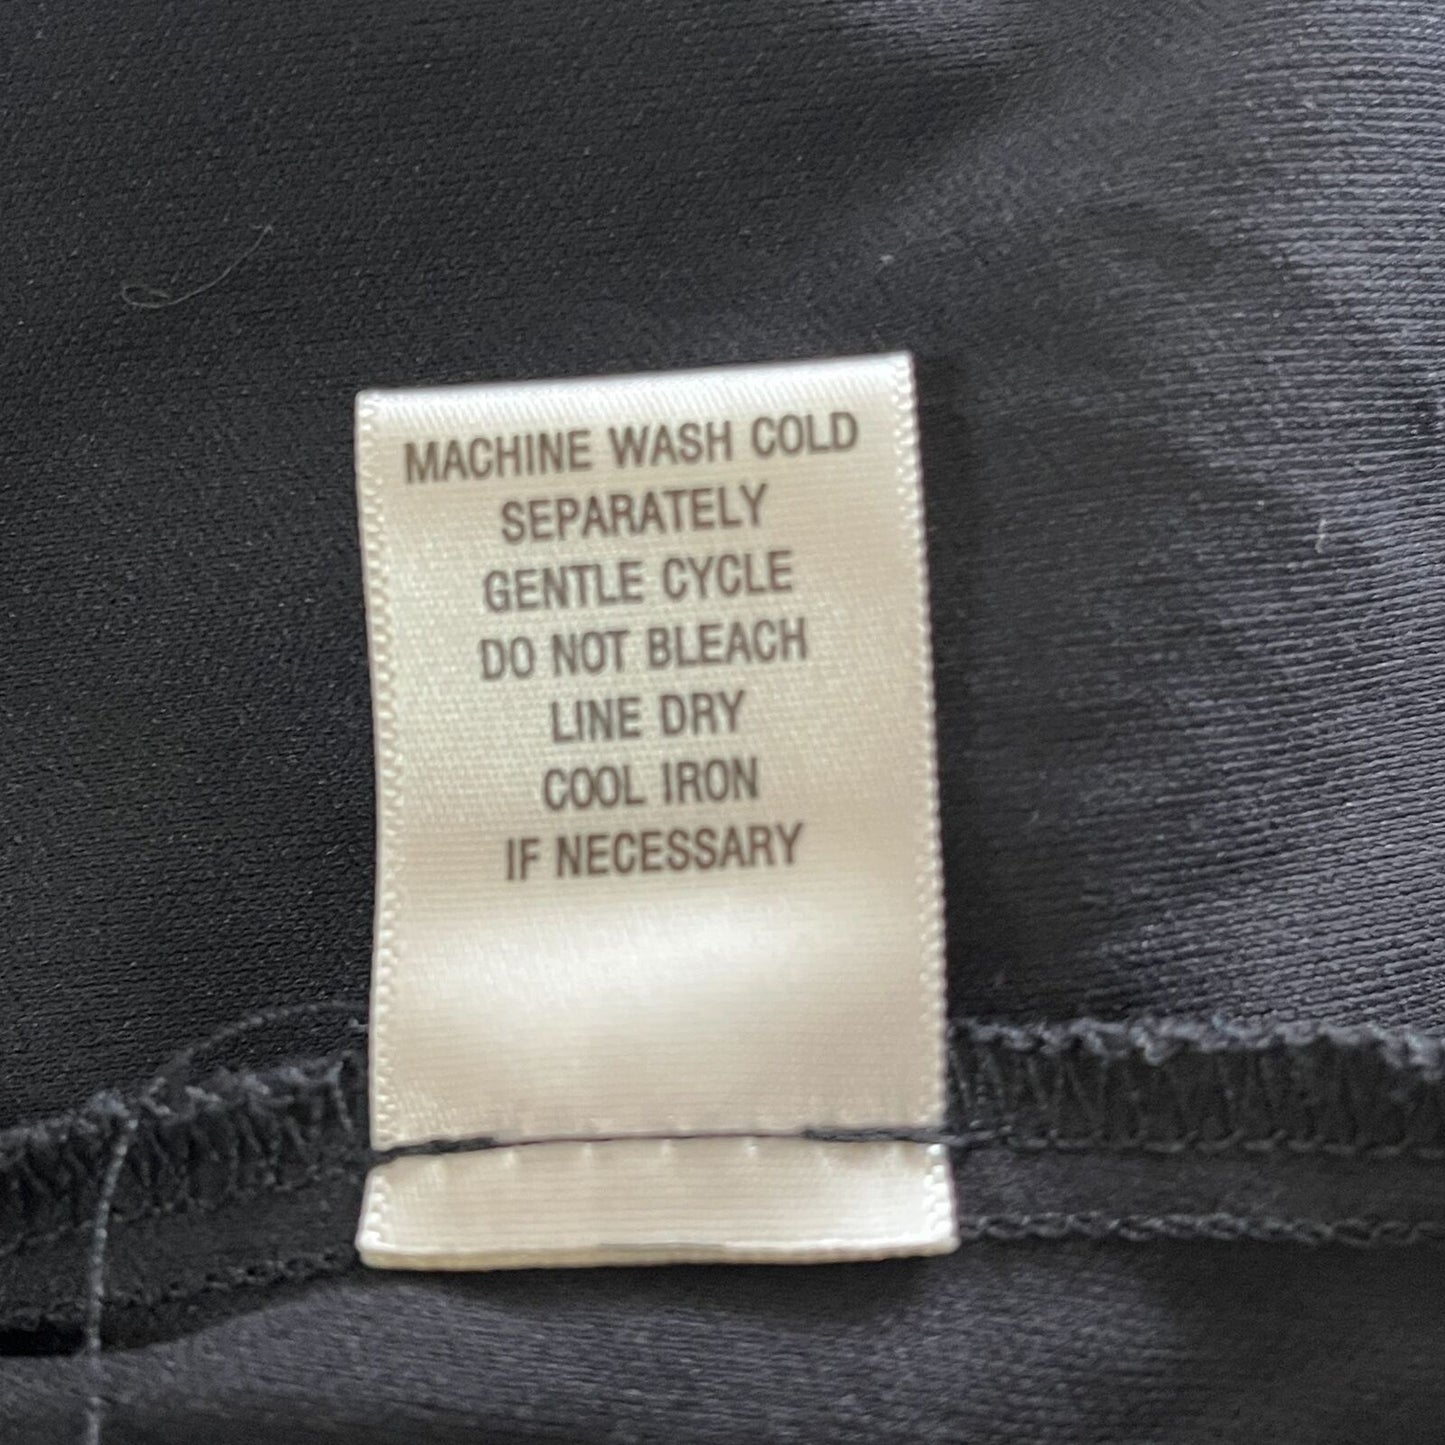 MACHINE WASH COLD
SEPARATELY
GENTLE CYCLE
DO NOT BLEACH
LINE DRY
COOL IRON
IF NECESSARY